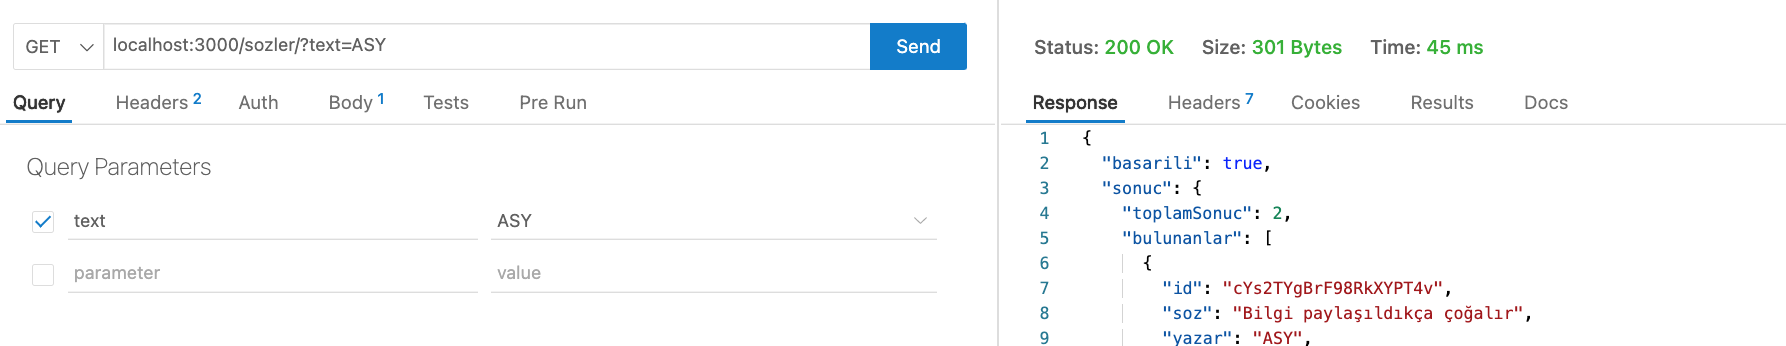 GET
localhost:3000/sozler/?text=ASY
Send
Query
Headers 2
Auth
Body 1
Tests
Pre Run
Query Parameters
text
ASY
parameter
value
Status: 200 OK
Size: 301 Bytes
Time: 45 ms
Response
Headers 7
Cookies
Results
Docs
1 {
2 "basarili": true,
3 "sonuc": {
4 "toplamSonuc": 2,
5 "bulunanlar": [
6 {
7 "id": "cYs2TYgBrF98RkXYPT4v",
8 "soz": "Bilgi paylaşıldıkça çoğalır",
9 "yazar": "ASY",